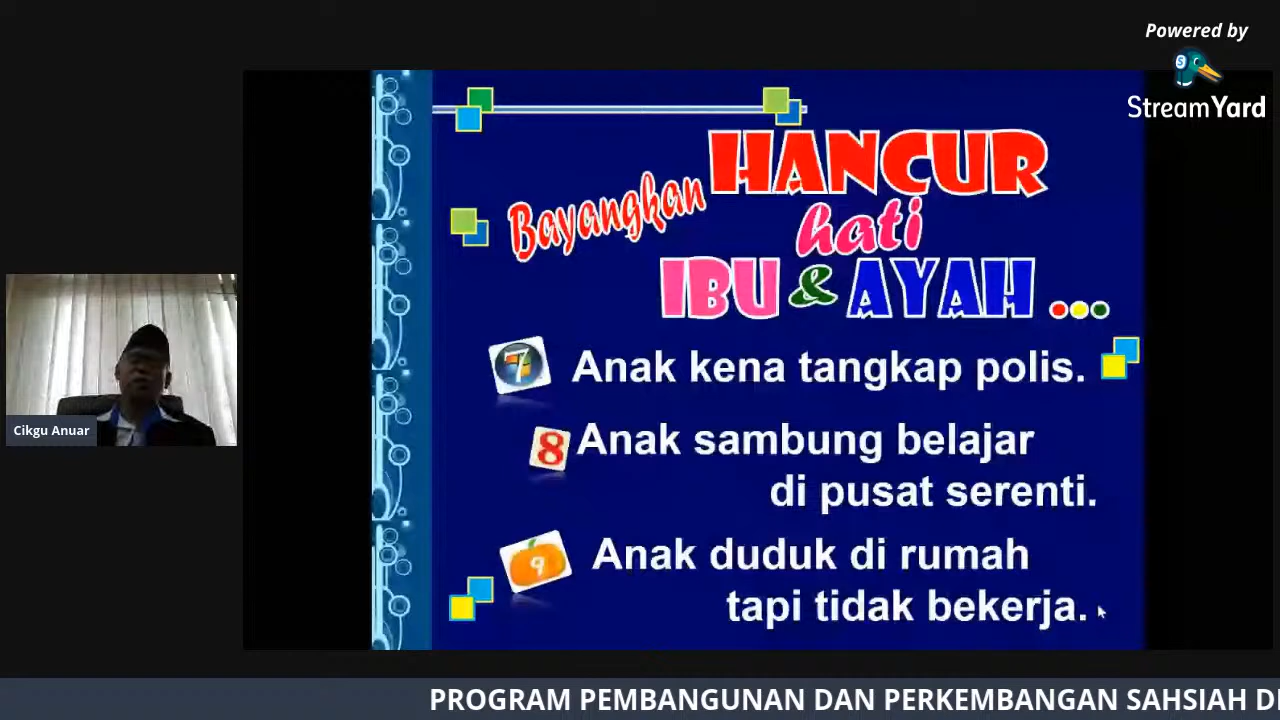 Powered by
StreamYard
Bayangkan HANCUR
hati
IBU & AYAH ...
7 Anak kena tangkap polis.
8 Anak sambung belajar
di pusat serenti.
9 Anak duduk di rumah
tapi tidak bekerja.
Cikgu Anuar
PROGRAM PEMBANGUNAN DAN PERKEMBANGAN SAHSIAH